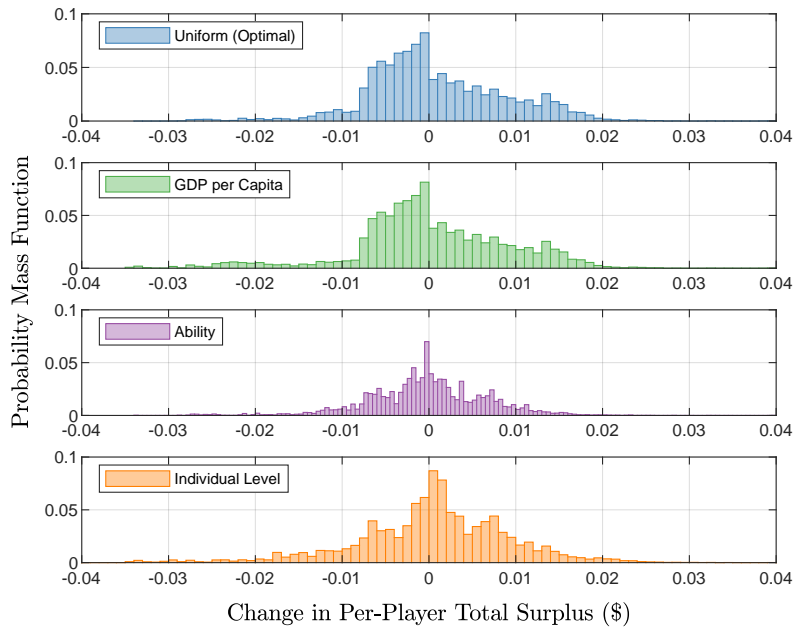 0.1
Uniform (Optimal)
0.05
0
-0.04 -0.03 -0.02 -0.01 0 0.01 0.02 0.03 0.04
0.1
GDP per Capita
0.05
0
-0.04 -0.03 -0.02 -0.01 0 0.01 0.02 0.03 0.04
Probability Mass Function
0.1
Ability
0.05
0
-0.04 -0.03 -0.02 -0.01 0 0.01 0.02 0.03 0.04
0.1
Individual Level
0.05
0
-0.04 -0.03 -0.02 -0.01 0 0.01 0.02 0.03 0.04
Change in Per-Player Total Surplus ($)